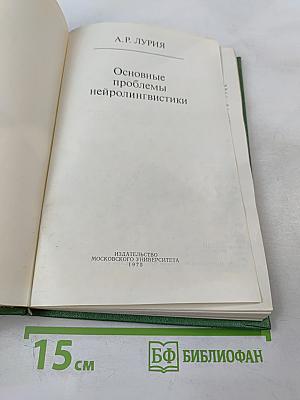 А.Р. ЛУРИЯ
Основные
проблемы
нейролингвистики
ИЗДАТЕЛЬСТВО
МОСКОВСКОГО УНИВЕРСИТЕТА
1975
15 см
БФ БИБЛИОФАН